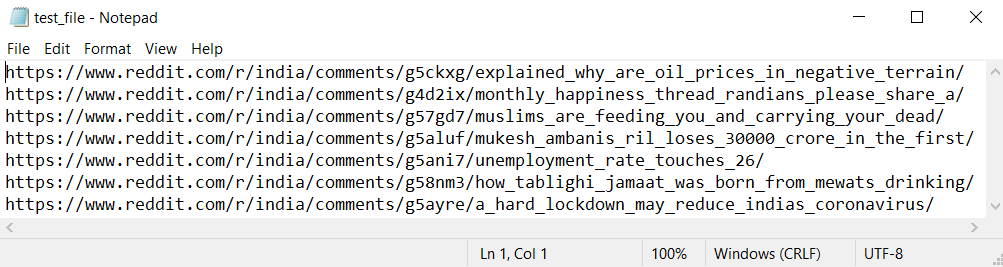 test_file - Notepad
File Edit Format View Help
https://www.reddit.com/r/india/comments/g5ckxg/explained_why_are_oil_prices_in_negative_terrain/
https://www.reddit.com/r/india/comments/g4d2ix/monthly_happiness_thread_randians_please_share_a/
https://www.reddit.com/r/india/comments/g57gd7/muslims_are_feeding_you_and_carrying_your_dead/
https://www.reddit.com/r/india/comments/g5aluf/mukesh_ambanis_ril_loses_30000_crore_in_the_first/
https://www.reddit.com/r/india/comments/g5ani7/unemployment_rate_touches_26/
https://www.reddit.com/r/india/comments/g58nm3/how_tablighi_jamaat_was_born_from_mewats_drinking/
https://www.reddit.com/r/india/comments/g5ayre/a_hard_lockdown_may_reduce_indias_coronavirus/
Ln 1, Col 1 100% Windows (CRLF) UTF-8